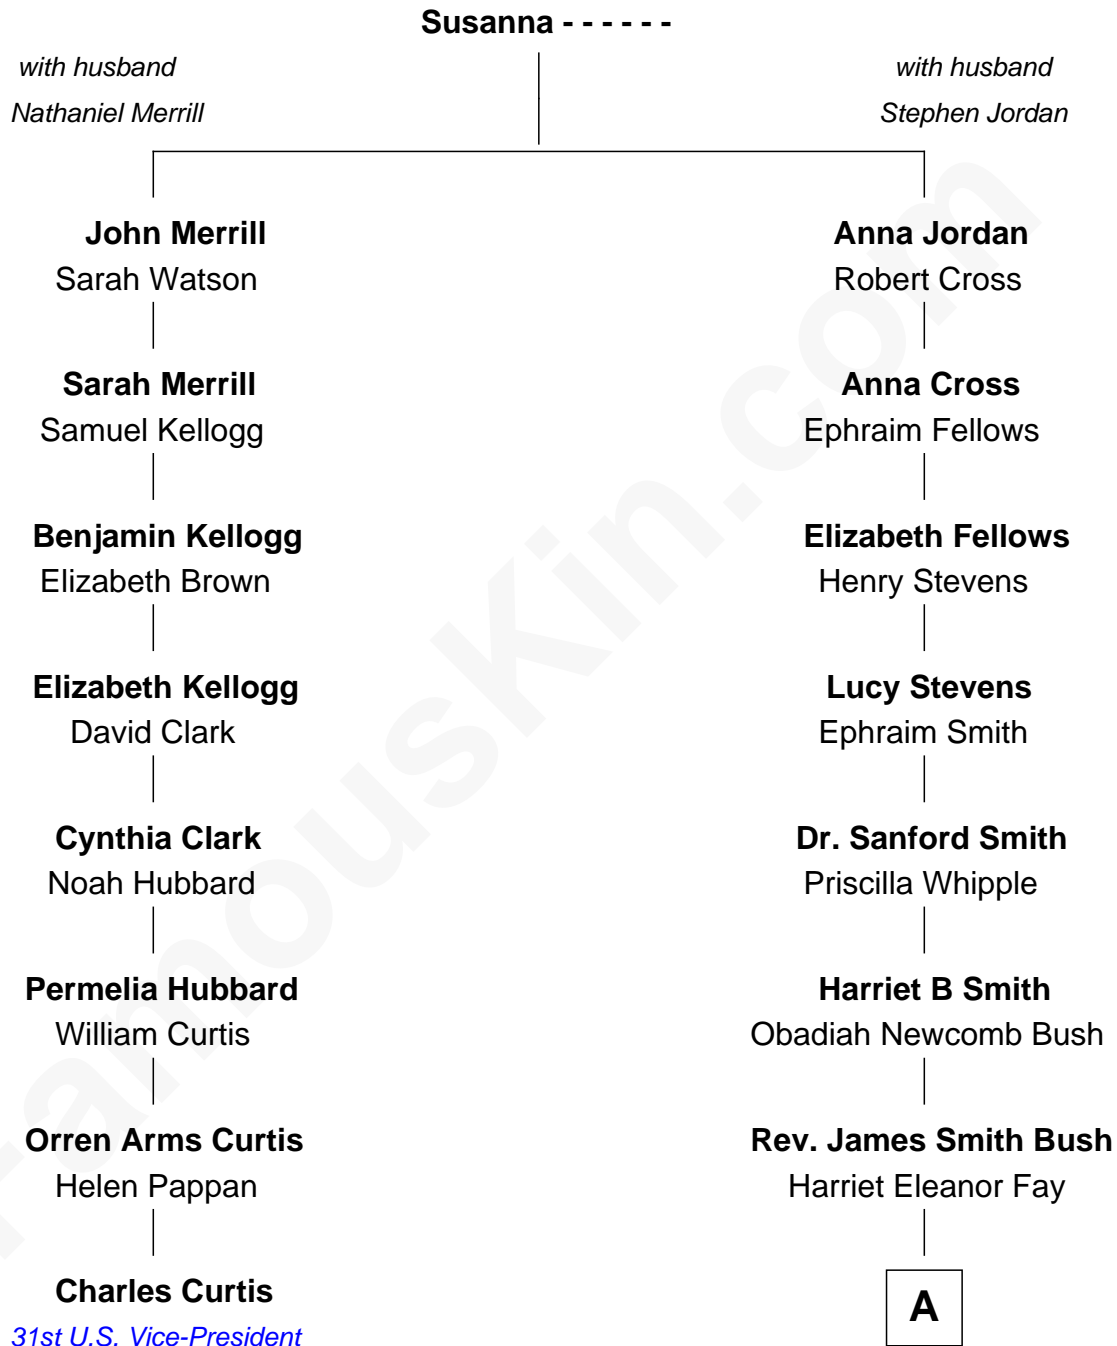 Susanna - - - - - -
with husband
Nathaniel Merrill
with husband
Stephen Jordan
John Merrill
Sarah Watson
Sarah Merrill
Samuel Kellogg
Benjamin Kellogg
Elizabeth Brown
Elizabeth Kellogg
David Clark
Cynthia Clark
Noah Hubbard
Permelia Hubbard
William Curtis
Orren Arms Curtis
Helen Pappan
Charles Curtis
31st U.S. Vice-President
Anna Jordan
Robert Cross
Anna Cross
Ephraim Fellows
Elizabeth Fellows
Henry Stevens
Lucy Stevens
Ephraim Smith
Dr. Sanford Smith
Priscilla Whipple
Harriet B Smith
Obadiah Newcomb Bush
Rev. James Smith Bush
Harriet Eleanor Fay
A
FamousKin.com